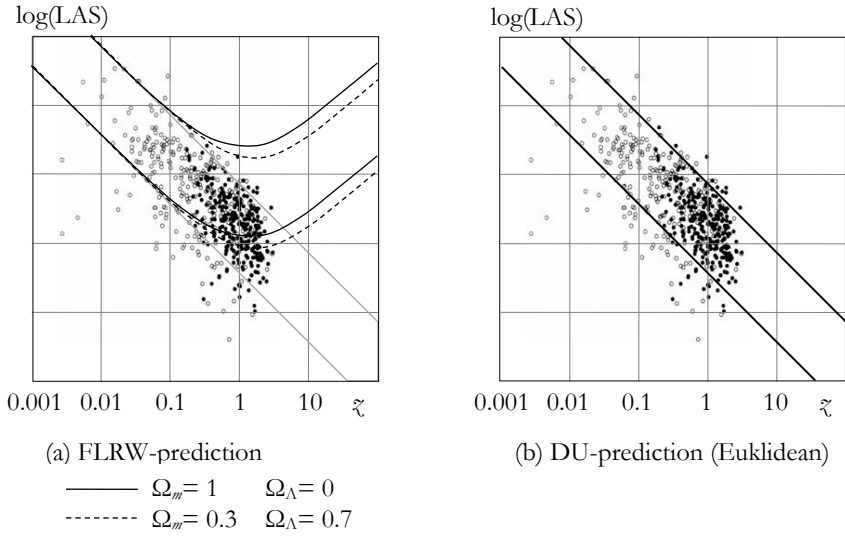 log(LAS)
log(LAS)
0.001 0.01 0.1 1 10 z
0.001 0.01 0.1 1 10 z
(a) FLRW-prediction
(b) DU-prediction (Euklidean)
Ωm= 1 ΩΛ= 0
Ωm= 0.3 ΩΛ= 0.7